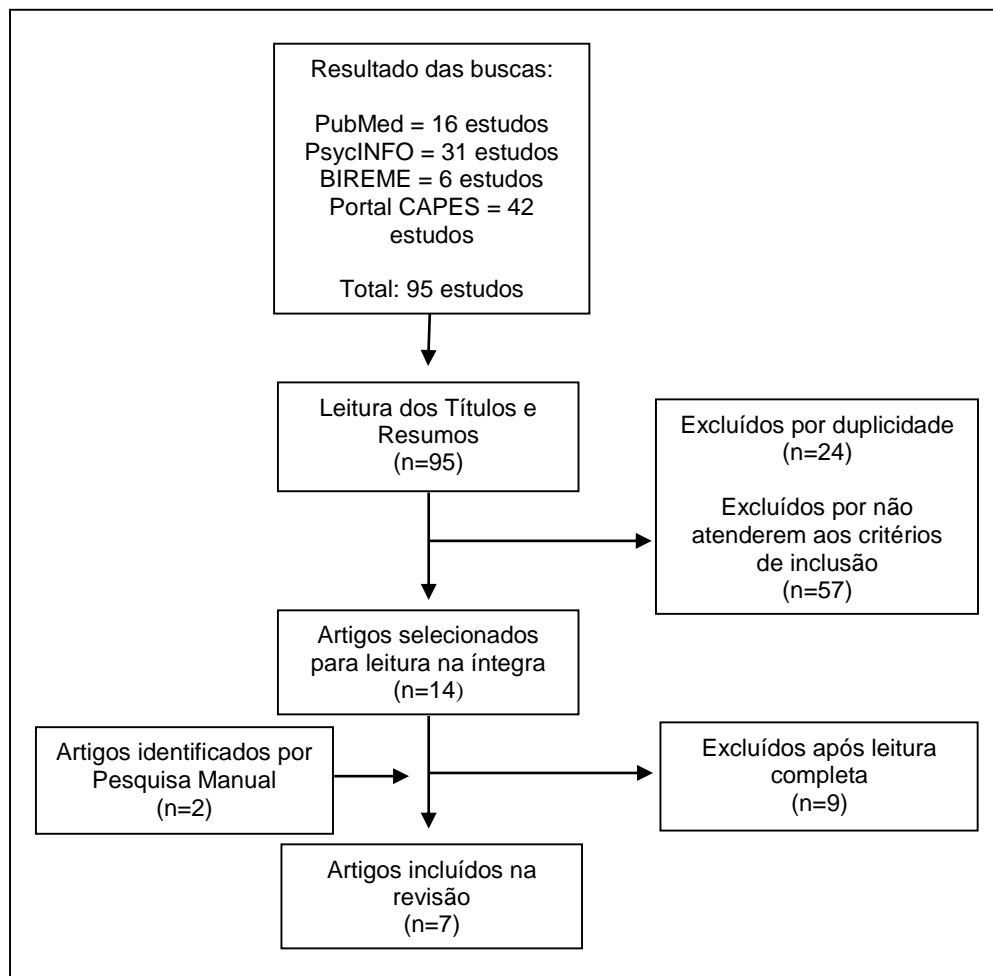 Resultado das buscas:
PubMed = 16 estudos
PsycINFO = 31 estudos
BIREME = 6 estudos
Portal CAPES = 42
estudos
Total: 95 estudos
Leitura dos Títulos e
Resumos
(n=95)
Excluídos por duplicidade
(n=24)
Excluídos por não
atenderem aos critérios
de inclusão
(n=57)
Artigos selecionados
para leitura na íntegra
(n=14)
Artigos identificados por
Pesquisa Manual
(n=2)
Excluídos após leitura
completa
(n=9)
Artigos incluídos na
revisão
(n=7)